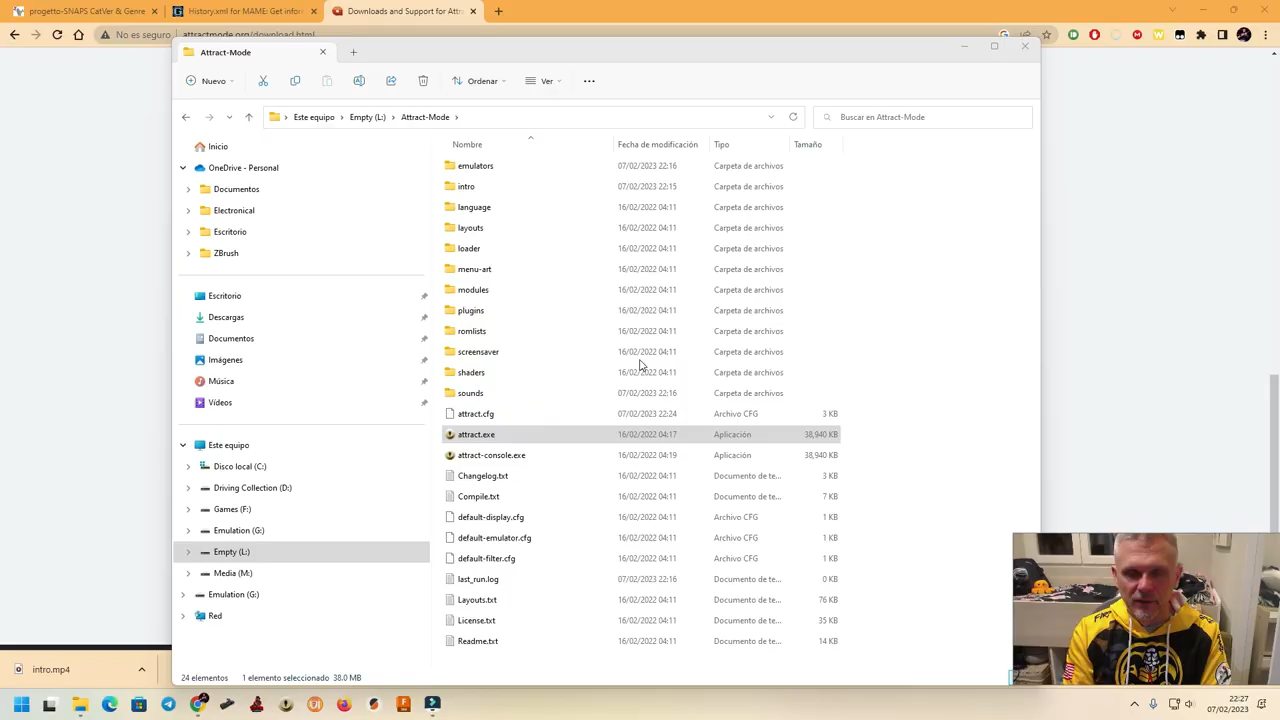 progetto-SNAPS CatVer & Genre
History.xml for MAME: Get inform
Downloads and Support for Attrac
No es seguro
attractmode.org/download.html
Attract-Mode
Nuevo
Ordenar
Ver
Este equipo
Empty (L:)
Attract-Mode
Buscar en Attract-Mode
Nombre
Fecha de modificación
Tipo
Tamaño
Inicio
OneDrive - Personal
Documentos
Electronical
Escritorio
ZBrush
Escritorio
Descargas
Documentos
Imágenes
Música
Vídeos
Este equipo
Disco local (C:)
Driving Collection (D:)
Games (F:)
Emulation (G:)
Empty (L:)
Media (M:)
Emulation (G:)
Red
emulators 07/02/2023 22:16 Carpeta de archivos
intro 07/02/2023 22:15 Carpeta de archivos
language 16/02/2022 04:11 Carpeta de archivos
layouts 16/02/2022 04:11 Carpeta de archivos
loader 16/02/2022 04:11 Carpeta de archivos
menu-art 16/02/2022 04:11 Carpeta de archivos
modules 16/02/2022 04:11 Carpeta de archivos
plugins 16/02/2022 04:11 Carpeta de archivos
romlists 16/02/2022 04:11 Carpeta de archivos
screensaver 16/02/2022 04:11 Carpeta de archivos
shaders 16/02/2022 04:11 Carpeta de archivos
sounds 07/02/2023 22:16 Carpeta de archivos
attract.cfg 07/02/2023 22:24 Archivo CFG 3 KB
attract.exe 16/02/2022 04:17 Aplicación 38,940 KB
attract-console.exe 16/02/2022 04:19 Aplicación 38,940 KB
Changelog.txt 16/02/2022 04:11 Documento de te... 3 KB
Compile.txt 16/02/2022 04:11 Documento de te... 7 KB
default-display.cfg 16/02/2022 04:11 Archivo CFG 1 KB
default-emulator.cfg 16/02/2022 04:11 Archivo CFG 1 KB
default-filter.cfg 16/02/2022 04:11 Archivo CFG 1 KB
last_run.log 07/02/2023 22:16 Documento de te... 0 KB
Layouts.txt 16/02/2022 04:11 Documento de te... 76 KB
License.txt 16/02/2022 04:11 Documento de te... 35 KB
Readme.txt 16/02/2022 04:11 Documento de te... 14 KB
24 elementos
1 elemento seleccionado 38.0 MB
intro.mp4
22:27
07/02/2023